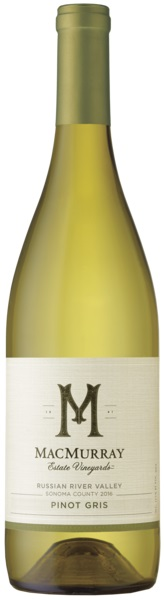 M
MACMURRAY
Estate Vineyards
RUSSIAN RIVER VALLEY
SONOMA COUNTY 2016
PINOT GRIS